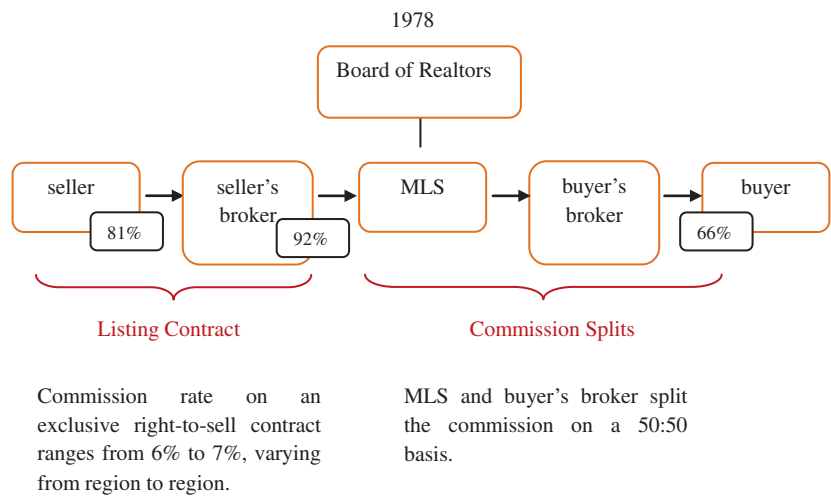 1978
Board of Realtors
seller
81%
seller's
broker
92%
MLS
buyer's
broker
buyer
66%
Listing Contract
Commission Splits
Commission rate on an
exclusive right-to-sell contract
ranges from 6% to 7%, varying
from region to region.
MLS and buyer's broker split
the commission on a 50:50
basis.